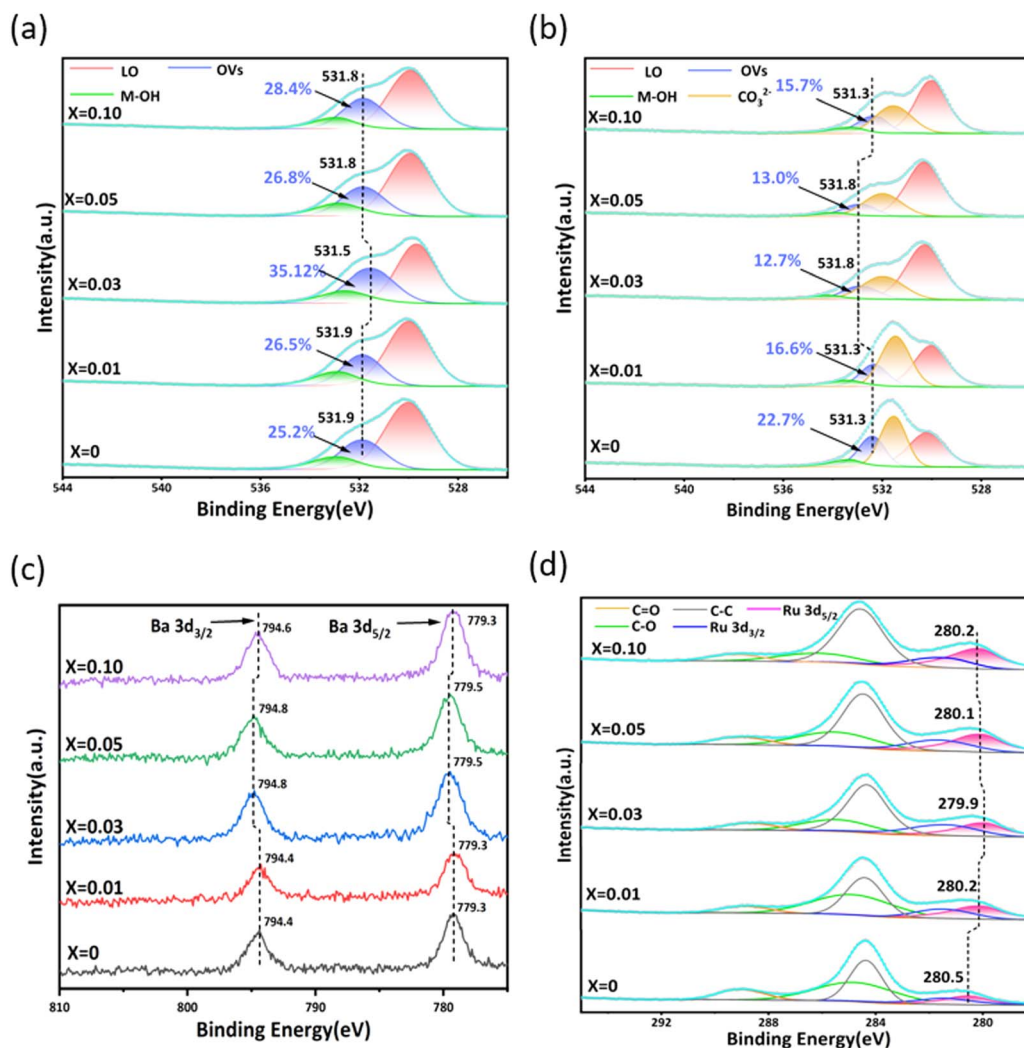 (a)
LO
OVs
M-OH
531.8
28.4%
X=0.10
531.8
26.8%
X=0.05
531.5
35.12%
X=0.03
531.9
26.5%
X=0.01
531.9
25.2%
X=0
Intensity(a.u.)
544 540 536 532 528
Binding Energy(eV)
(b)
LO
OVs
M-OH
CO₃²⁻
531.3
15.7%
X=0.10
13.0%
531.8
X=0.05
12.7%
531.8
X=0.03
16.6%
531.3
X=0.01
22.7%
531.3
X=0
Intensity(a.u.)
544 540 536 532 528
Binding Energy(eV)
(c)
Ba 3d₃/₂
Ba 3d₅/₂
794.6
779.3
X=0.10
794.8
779.5
X=0.05
794.8
779.5
X=0.03
794.4
779.3
X=0.01
794.4
779.3
X=0
Intensity(a.u.)
810 800 790 780
Binding Energy(eV)
(d)
C=O
C-C
Ru 3d₅/₂
C-O
Ru 3d₃/₂
280.2
X=0.10
280.1
X=0.05
279.9
X=0.03
280.2
X=0.01
280.5
X=0
Intensity(a.u.)
292 288 284 280
Binding Energy(eV)